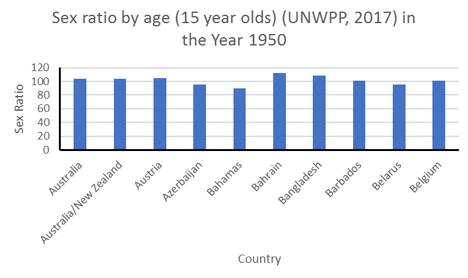 Sex ratio by age (15 year olds) (UNWPP, 2017) in
the Year 1950
120
100
80
60
40
20
0
Sex Ratio
Australia
Australia/New Zealand
Austria
Azerbaijan
Bahamas
Bahrain
Bangladesh
Barbados
Belarus
Belgium
Country